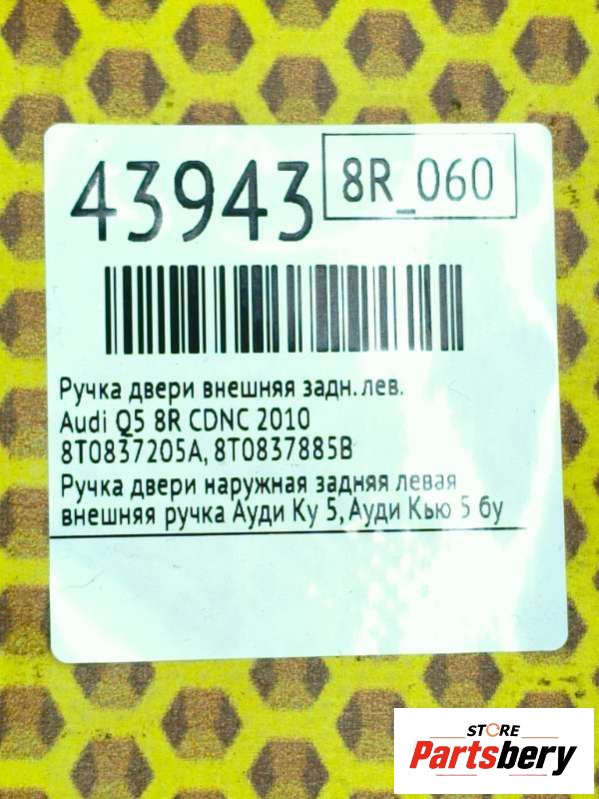 43943
8R_060
Ручка двери внешняя задн. лев.
Audi Q5 8R CDNC 2010
8T0837205A, 8T0837885B
Ручка двери наружная задняя левая
внешняя ручка Ауди Ку 5, Ауди Кью 5 бу
STORE
Partsbery